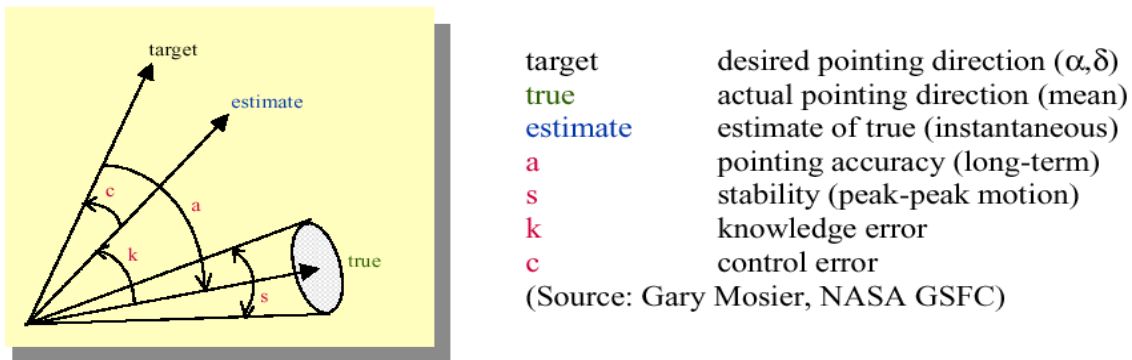 target
estimate
c
a
k
true
s
target desired pointing direction (α,δ)
true actual pointing direction (mean)
estimate estimate of true (instantaneous)
a pointing accuracy (long-term)
s stability (peak-peak motion)
k knowledge error
c control error
(Source: Gary Mosier, NASA GSFC)